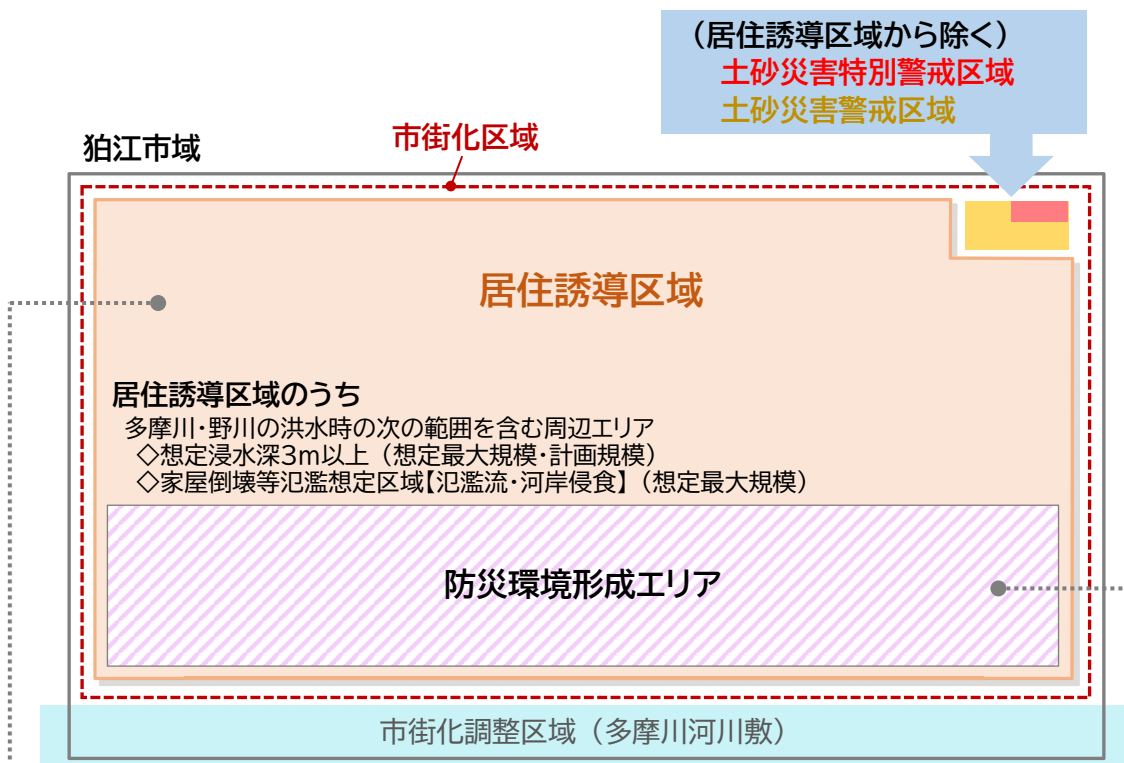 (居住誘導区域から除く)
土砂災害特別警戒区域
土砂災害警戒区域
市街化区域
狛江市域
居住誘導区域
居住誘導区域のうち
多摩川・野川の洪水時の次の範囲を含む周辺エリア
◇想定浸水深3m以上（想定最大規模・計画規模）
◇家屋倒壊等氾濫想定区域【氾濫流・河岸侵食】（想定最大規模）
防災環境形成エリア
市街化調整区域（多摩川河川敷）